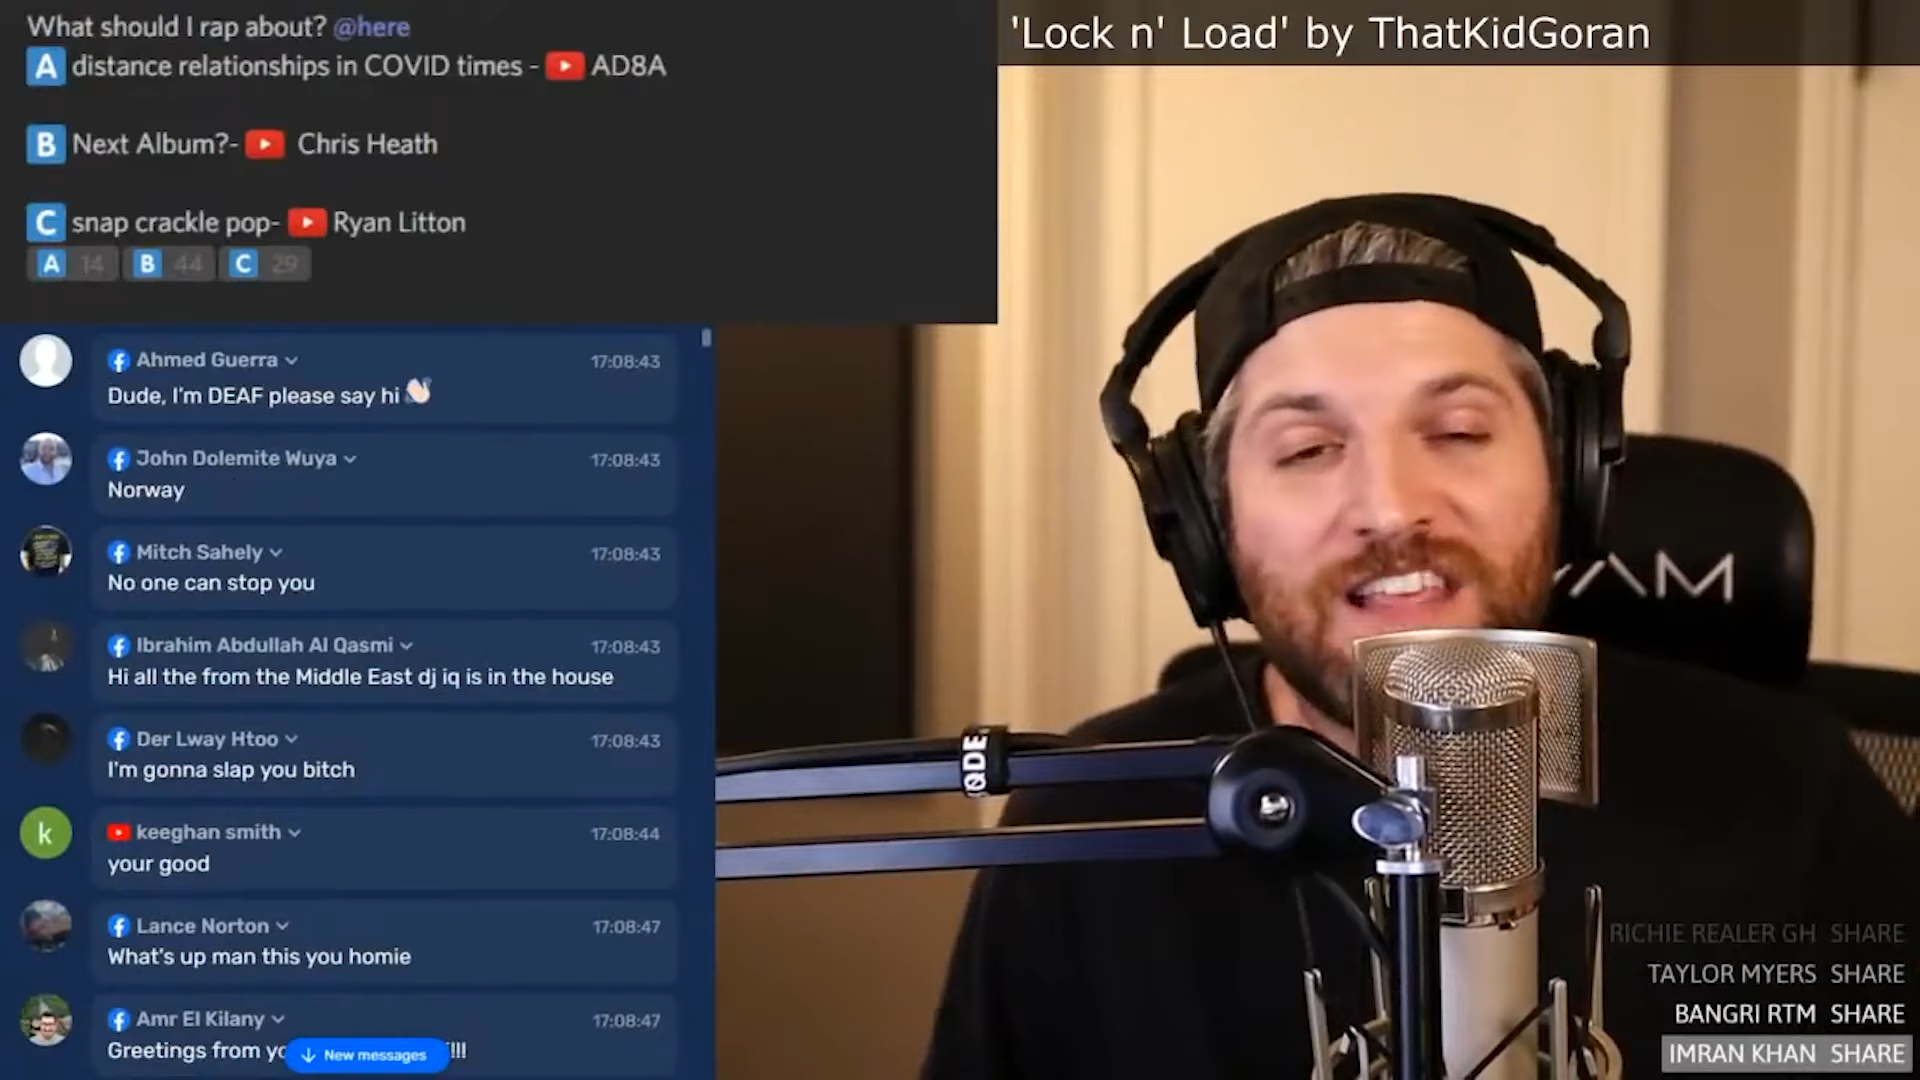 What should I rap about? @here
A distance relationships in COVID times - AD8A
B Next Album?- Chris Heath
C snap crackle pop- Ryan Litton
A 14 B 44 C 29
'Lock n' Load' by ThatKidGoran
Ahmed Guerra 17:08:43
Dude, I'm DEAF please say hi
John Dolemite Wuya 17:08:43
Norway
Mitch Sahely 17:08:43
No one can stop you
Ibrahim Abdullah Al Qasmi 17:08:43
Hi all the from the Middle East dj iq is in the house
Der Lway Htoo 17:08:43
I'm gonna slap you bitch
k
keeghan smith 17:08:44
your good
Lance Norton 17:08:47
What's up man this you homie
Amr El Kilany 17:08:47
Greetings from !!!
New messages
RICHIE REALER GH SHARE
TAYLOR MYERS SHARE
BANGRI RTM SHARE
IMRAN KHAN SHARE